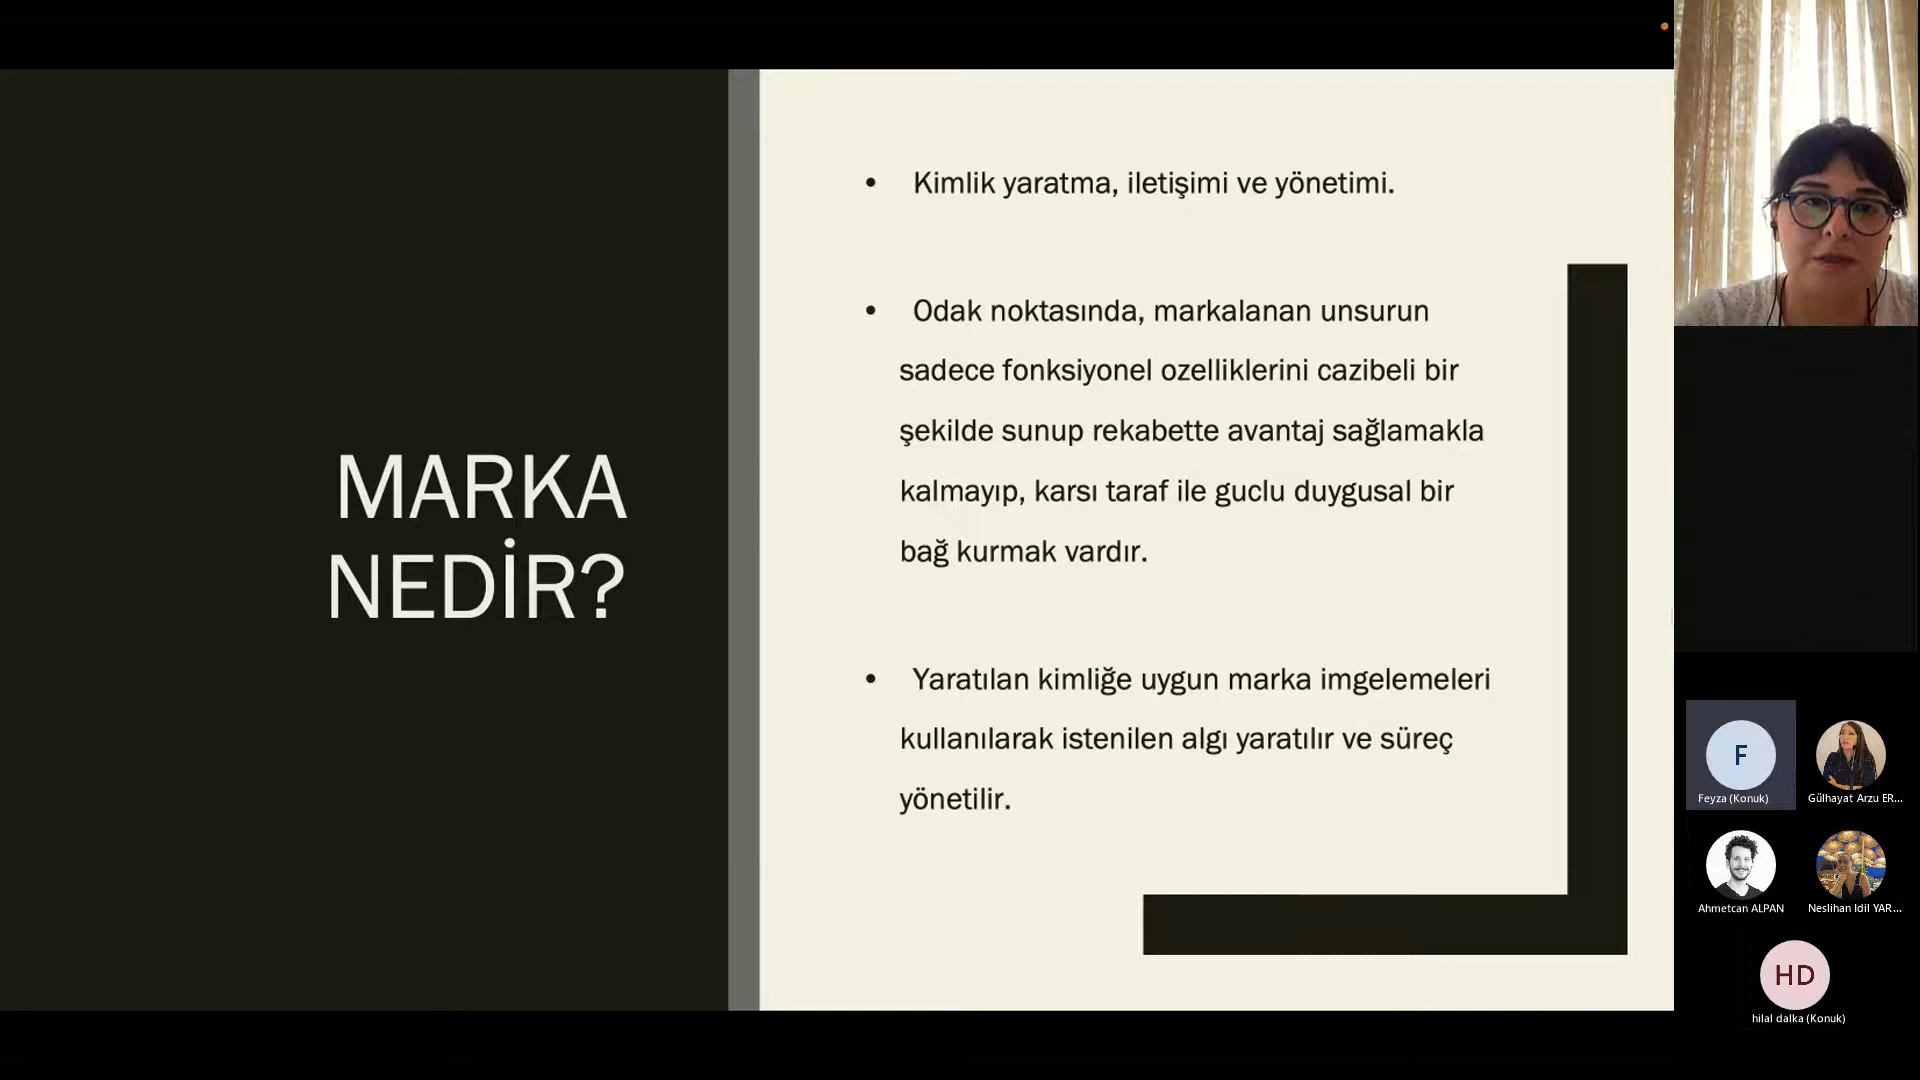 MARKA
NEDİR?
• Kimlik yaratma, iletişimi ve yönetimi.
• Odak noktasında, markalanan unsurun
sadece fonksiyonel ozelliklerini cazibeli bir
şekilde sunup rekabette avantaj sağlamakla
kalmayıp, karsı taraf ile guclu duygusal bir
bağ kurmak vardır.
• Yaratılan kimliğe uygun marka imgelemeleri
kullanılarak istenilen algı yaratılır ve süreç
yönetilir.
F
Feyza (Konuk)
Gülhayat Arzu ER...
Ahmetcan ALPAN
Neslihan Idil YAR...
HD
hilal dalka (Konuk)